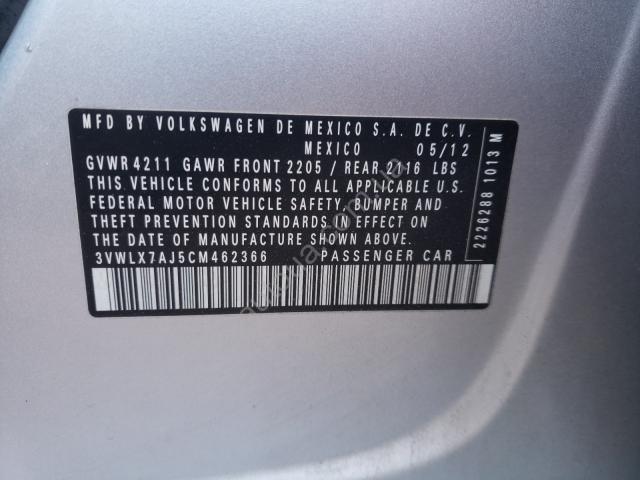 MFD BY VOLKSWAGEN DE MEXICO S.A. DE C.V.
MEXICO 05/12
GVWR 4211 GAWR FRONT 2205 / REAR LBS
THIS VEHICLE CONFORMS TO ALL APPLICABLE U.S.
FEDERAL MOTOR VEHICLE SAFETY, BUMPER AND
THEFT PREVENTION STANDARDS IN EFFECT ON
THE DATE OF MANUFACTURE SHOWN ABOVE.
3VWLX7AJ5CM462366 PASSENGER CAR
2226288 1013 M